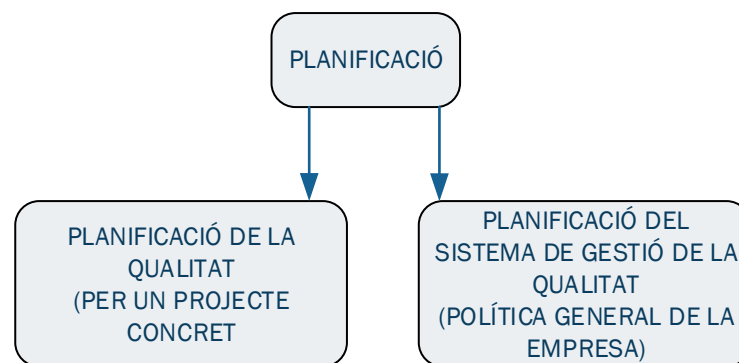 PLANIFICACIÓ
PLANIFICACIÓ DE LA
QUALITAT
(PER UN PROJECTE
CONCRET
PLANIFICACIÓ DEL
SISTEMA DE GESTIÓ DE LA
QUALITAT
(POLÍTICA GENERAL DE LA
EMPRESA)